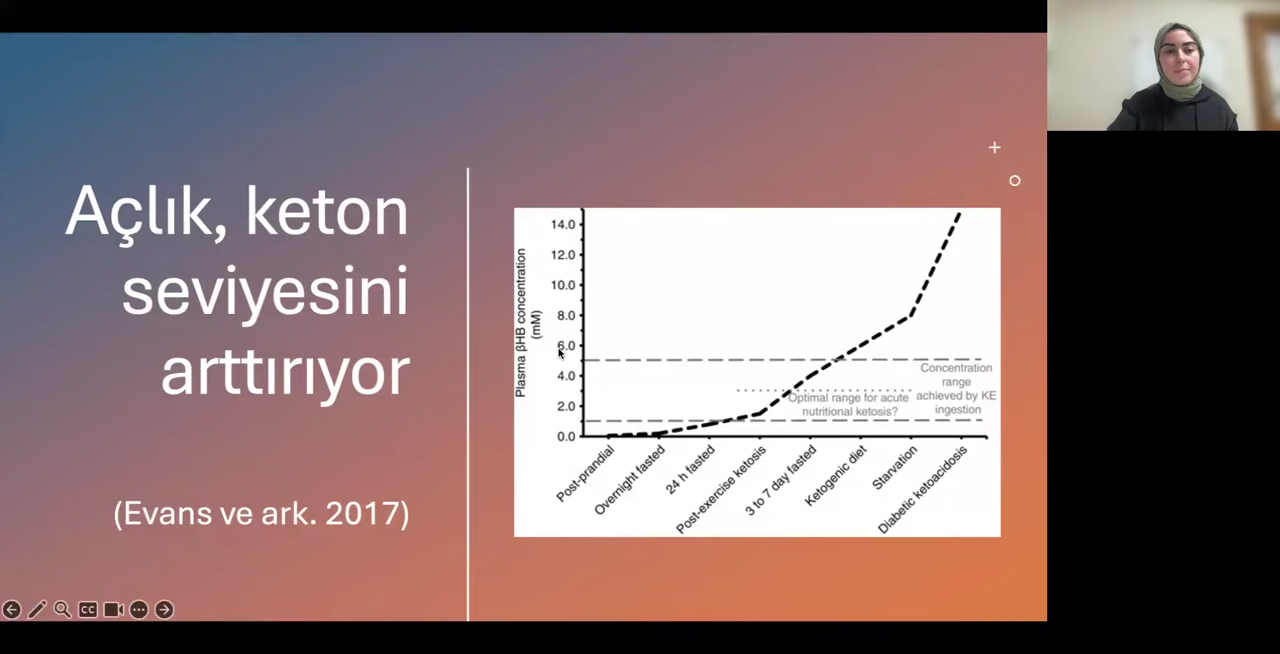 Açlık, keton
seviyesini
arttırıyor
(Evans ve ark. 2017)
Plasma βHB concentration
(mM)
14.0
12.0
10.0
8.0
6.0
4.0
2.0
0.0
Concentration
range
achieved by KE
ingestion
Optimal range for acute
nutritional ketosis?
Post-prandial
Overnight fasted
24 h fasted
Post-exercise ketosis
3 to 7 day fasted
Ketogenic diet
Starvation
Diabetic ketoacidosis
CC